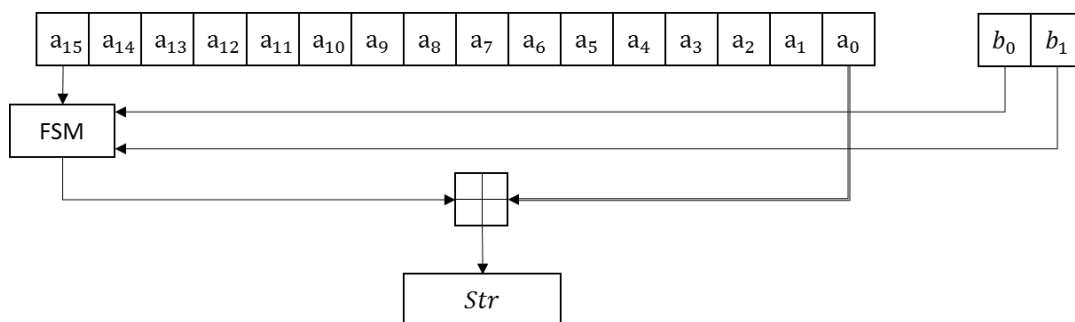 a₁₅ a₁₄ a₁₃ a₁₂ a₁₁ a₁₀ a₉ a₈ a₇ a₆ a₅ a₄ a₃ a₂ a₁ a₀ b₀ b₁
FSM
Str